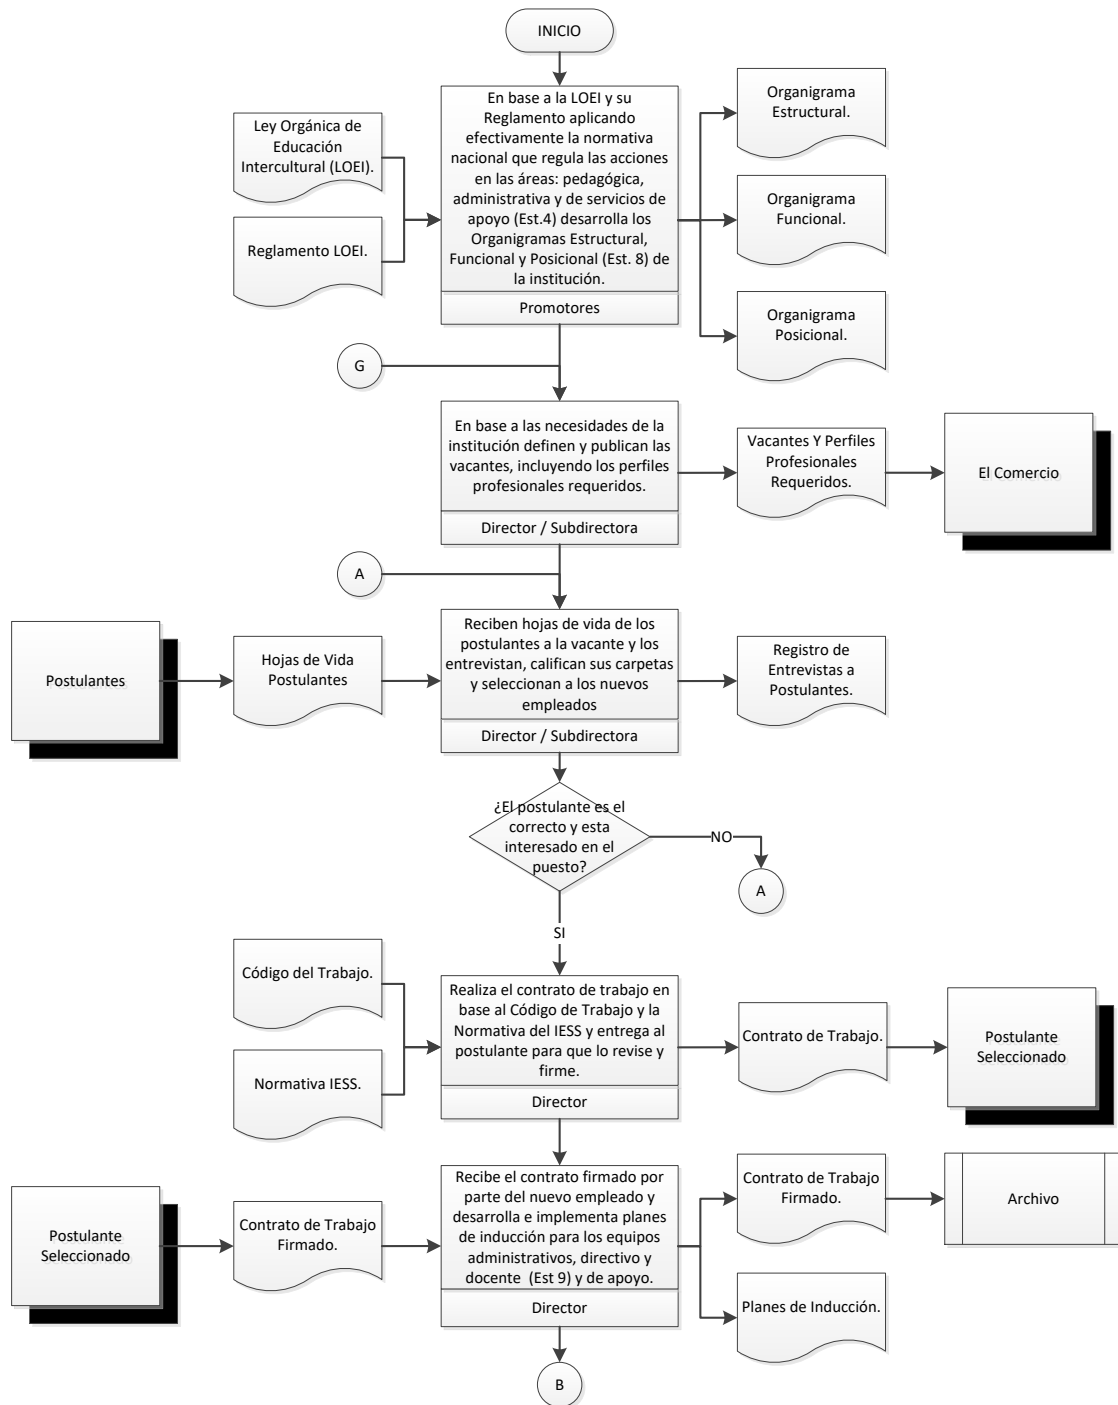 INICIO
Ley Orgánica de
Educación
Intercultural (LOEI).
Reglamento LOEI.
En base a la LOEI y su
Reglamento aplicando
efectivamente la normativa
nacional que regula las acciones
en las áreas: pedagógica,
administrativa y de servicios de
apoyo (Est.4) desarrolla los
Organigramas Estructural,
Funcional y Posicional (Est. 8) de
la institución.
Promotores
Organigrama
Estructural.
Organigrama
Funcional.
Organigrama
Posicional.
G
En base a las necesidades de la
institución definen y publican las
vacantes, incluyendo los perfiles
profesionales requeridos.
Director / Subdirectora
Vacantes Y Perfiles
Profesionales
Requeridos.
El Comercio
A
Postulantes
Hojas de Vida
Postulantes
Reciben hojas de vida de los
postulantes a la vacante y los
entrevistan, califican sus carpetas
y seleccionan a los nuevos
empleados
Director / Subdirectora
Registro de
Entrevistas a
Postulantes.
¿El postulante es el
correcto y esta
interesado en el
puesto?
NO
A
SI
Código del Trabajo.
Normativa IESS.
Realiza el contrato de trabajo en
base al Código de Trabajo y la
Normativa del IESS y entrega al
postulante para que lo revise y
firme.
Director
Contrato de Trabajo.
Postulante
Seleccionado
Postulante
Seleccionado
Contrato de Trabajo
Firmado.
Recibe el contrato firmado por
parte del nuevo empleado y
desarrolla e implementa planes
de inducción para los equipos
administrativos, directivo y
docente  (Est 9) y de apoyo.
Director
Contrato de Trabajo
Firmado.
Archivo
Planes de Inducción.
B